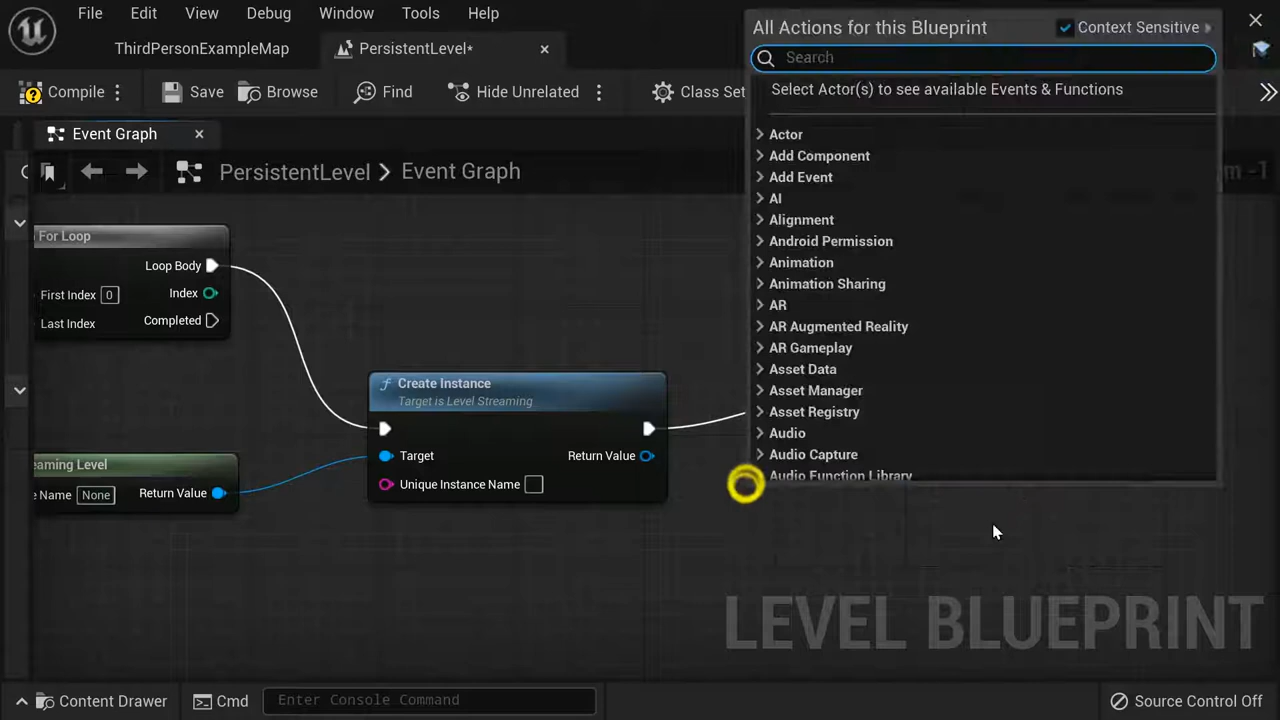 File Edit View Debug Window Tools Help
All Actions for this Blueprint
Context Sensitive
ThirdPersonExampleMap
PersistentLevel*
Search
Compile
Save
Browse
Find
Hide Unrelated
Class Set
Select Actor(s) to see available Events & Functions
Event Graph
PersistentLevel > Event Graph
m -1
Actor
Add Component
Add Event
AI
Alignment
Android Permission
Animation
Animation Sharing
AR
AR Augmented Reality
AR Gameplay
Asset Data
Asset Manager
Asset Registry
Audio
Audio Capture
Audio Function Library
For Loop
Loop Body
First Index 0
Index
Last Index
Completed
Create Instance
Target is Level Streaming
Target
Return Value
Unique Instance Name
eaming Level
e Name None
Return Value
LEVEL BLUEPRINT
Content Drawer
Cmd
Enter Console Command
Source Control Off